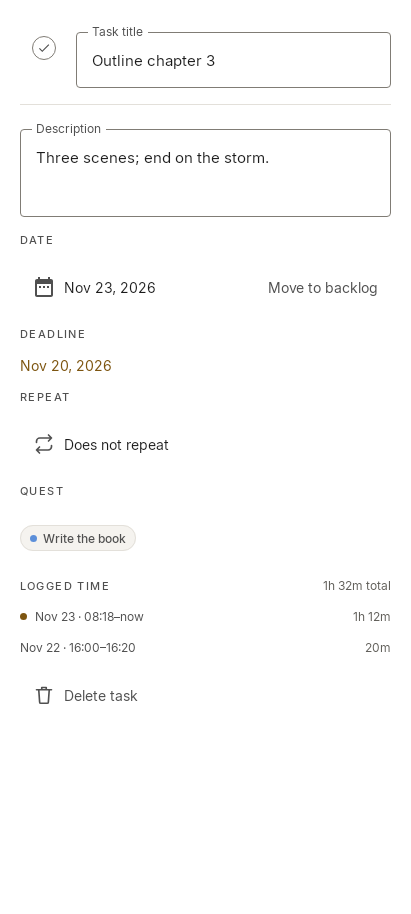 Task title
Outline chapter 3
Description
Three scenes; end on the storm.
DATE
Nov 23, 2026
Move to backlog
DEADLINE
Nov 20, 2026
REPEAT
Does not repeat
QUEST
Write the book
LOGGED TIME
1h 32m total
Nov 23 · 08:18–now
1h 12m
Nov 22 · 16:00–16:20
20m
Delete task